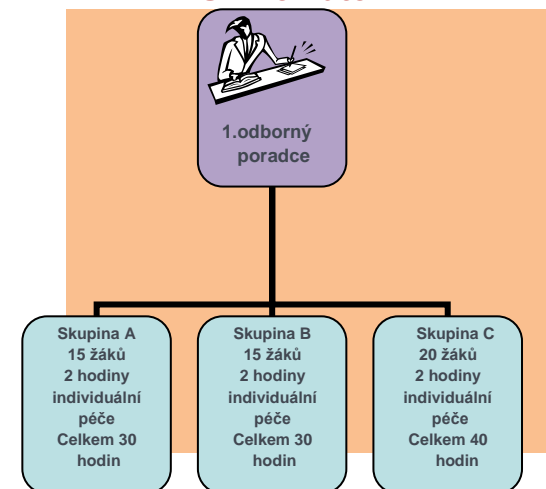 1.odborný
poradce
Skupina A
15 žáků
2 hodiny
individuální
péče
Celkem 30
hodin
Skupina B
15 žáků
2 hodiny
individuální
péče
Celkem 30
hodin
Skupina C
20 žáků
2 hodiny
individuální
péče
Celkem 40
hodin